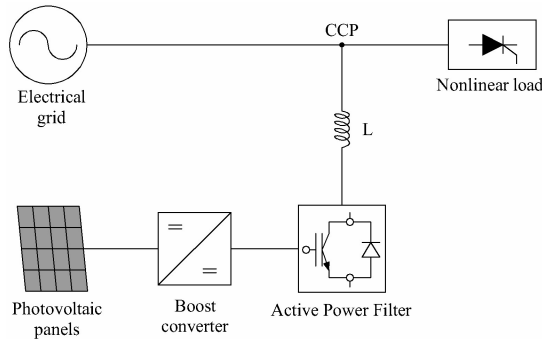 CCP
Electrical
grid
Nonlinear load
L
Photovoltaic
panels
Boost
converter
Active Power Filter